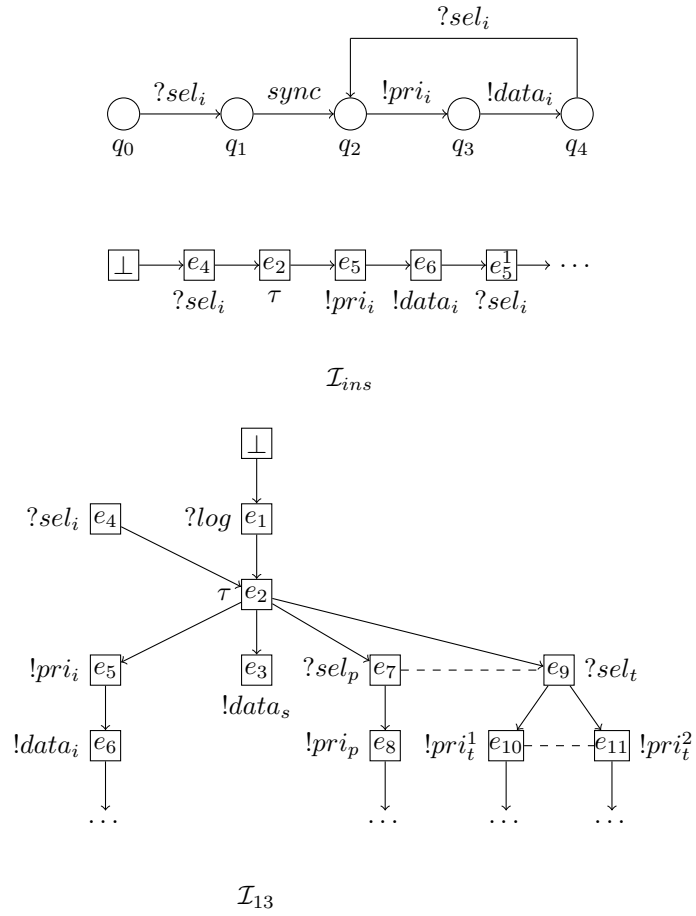 ?sel_i
?sel_i sync !pri_i !data_i
q_0 q_1 q_2 q_3 q_4
⊥ e_4 e_2 e_5 e_6 e_5^1 ⋯
?sel_i τ !pri_i !data_i ?sel_i
ℐ_ins
⊥
?sel_i e_4 ?log e_1
τ e_2
!pri_i e_5 e_3 ?sel_p e_7 e_9 ?sel_t
!data_s
!data_i e_6 !pri_p e_8 !pri_t^1 e_10 e_11 !pri_t^2
⋯ ⋯ ⋯ ⋯
ℐ_13